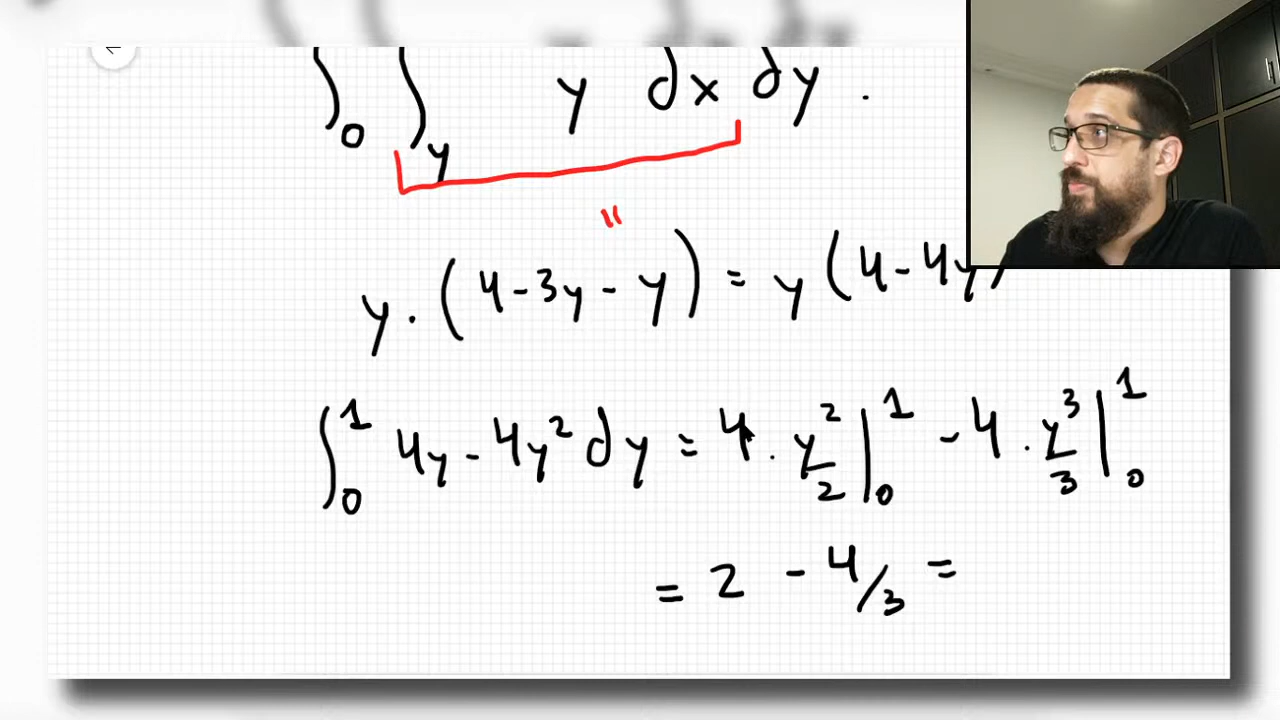 ∫₀ ∫y y dx dy .
"
y · (4 - 3y - y) = y (4 - 4y)
∫₀¹ 4y - 4y² dy = 4 · y²/2 |₀¹ - 4 · y³/3 |₀¹
= 2 - 4/3 =